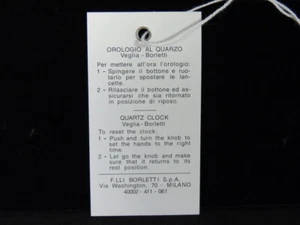 OROLOGIO AL QUARZO
Veglia - Borletti
Per mettere all'ora l'orologio:
1 - Spingere il bottone e ruo-
tarlo per spostare le lan-
cette.
2 - Rilasciare il bottone ed as-
sicurarsi che sia ritornato
in posizione di riposo.
QUARTZ CLOCK
Veglia - Borletti
To reset the clock:
1 - Push and turn the knob to
set the hands to the right
time.
2 - Let go the knob and make
sure that it returns to its
rest position.
F.LLI BORLETTI S.p.A.
Via Washington, 70 - MILANO
40002 - 411 - 061